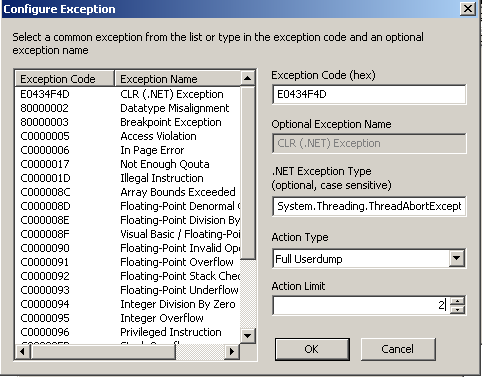 Configure Exception
Select a common exception from the list or type in the exception code and an optional
exception name
Exception Code Exception Name
E0434F4D CLR (.NET) Exception
80000002 Datatype Misalignment
80000003 Breakpoint Exception
C0000005 Access Violation
C0000006 In Page Error
C0000017 Not Enough Qouta
C000001D Illegal Instruction
C000008C Array Bounds Exceeded
C000008D Floating-Point Denormal
C000008E Floating-Point Division By
C000008F Visual Basic / Floating-Poi
C0000090 Floating-Point Invalid Ope
C0000091 Floating-Point Overflow
C0000092 Floating-Point Stack Chec
C0000093 Floating-Point Underflow
C0000094 Integer Division By Zero
C0000095 Integer Overflow
C0000096 Privileged Instruction
Exception Code (hex)
E0434F4D
Optional Exception Name
CLR (.NET) Exception
.NET Exception Type
(optional, case sensitive)
System.Threading.ThreadAbortExcept
Action Type
Full Userdump
Action Limit
2
OK Cancel